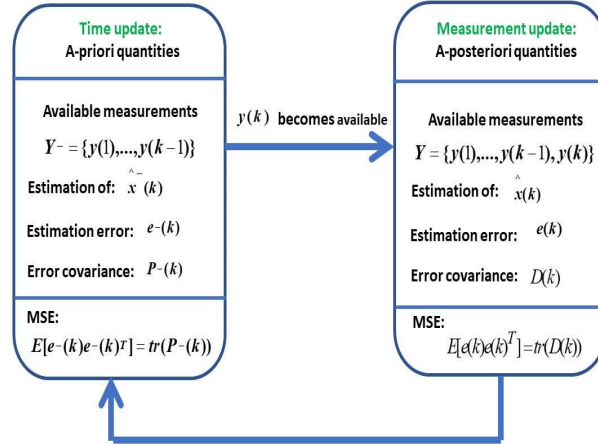 Time update:
A-priori quantities
Available measurements
Y⁻ = {y(1),...,y(k−1)}
Estimation of: x̂⁻(k)
Estimation error: e⁻(k)
Error covariance: P⁻(k)
MSE:
E[e⁻(k)e⁻(k)ᵀ] = tr(P⁻(k))
y(k) becomes available
Measurement update:
A-posteriori quantities
Available measurements
Y = {y(1),...,y(k−1), y(k)}
Estimation of: x̂(k)
Estimation error: e(k)
Error covariance: D(k)
MSE:
E[e(k)e(k)ᵀ] = tr(D(k))